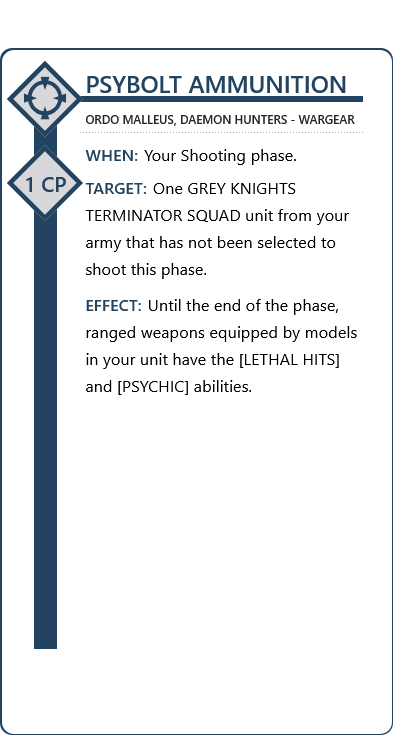 PSYBOLT AMMUNITION
ORDO MALLEUS, DAEMON HUNTERS - WARGEAR
1 CP
WHEN: Your Shooting phase.
TARGET: One GREY KNIGHTS
TERMINATOR SQUAD unit from your
army that has not been selected to
shoot this phase.
EFFECT: Until the end of the phase,
ranged weapons equipped by models
in your unit have the [LETHAL HITS]
and [PSYCHIC] abilities.